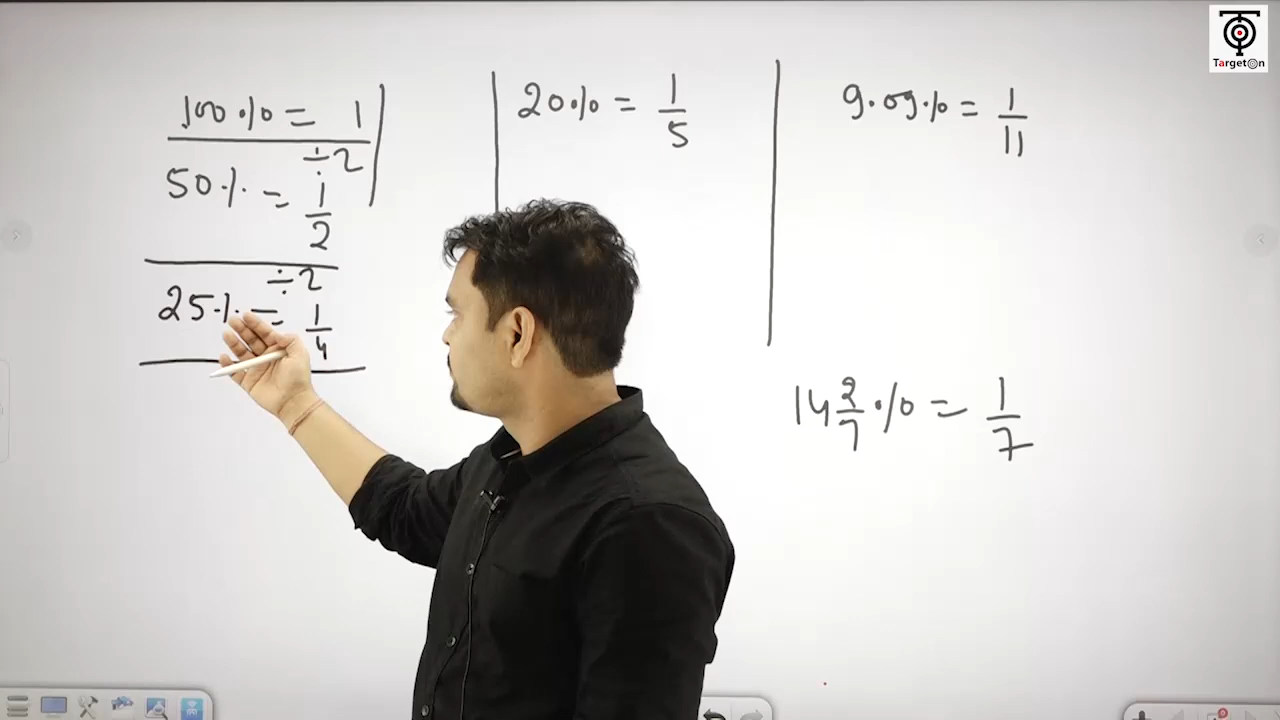 100% = 1
÷2
50% = 1/2
÷2
25% = 1/4
20% = 1/5
9.09% = 1/11
14 2/7 % = 1/7
TargetOn